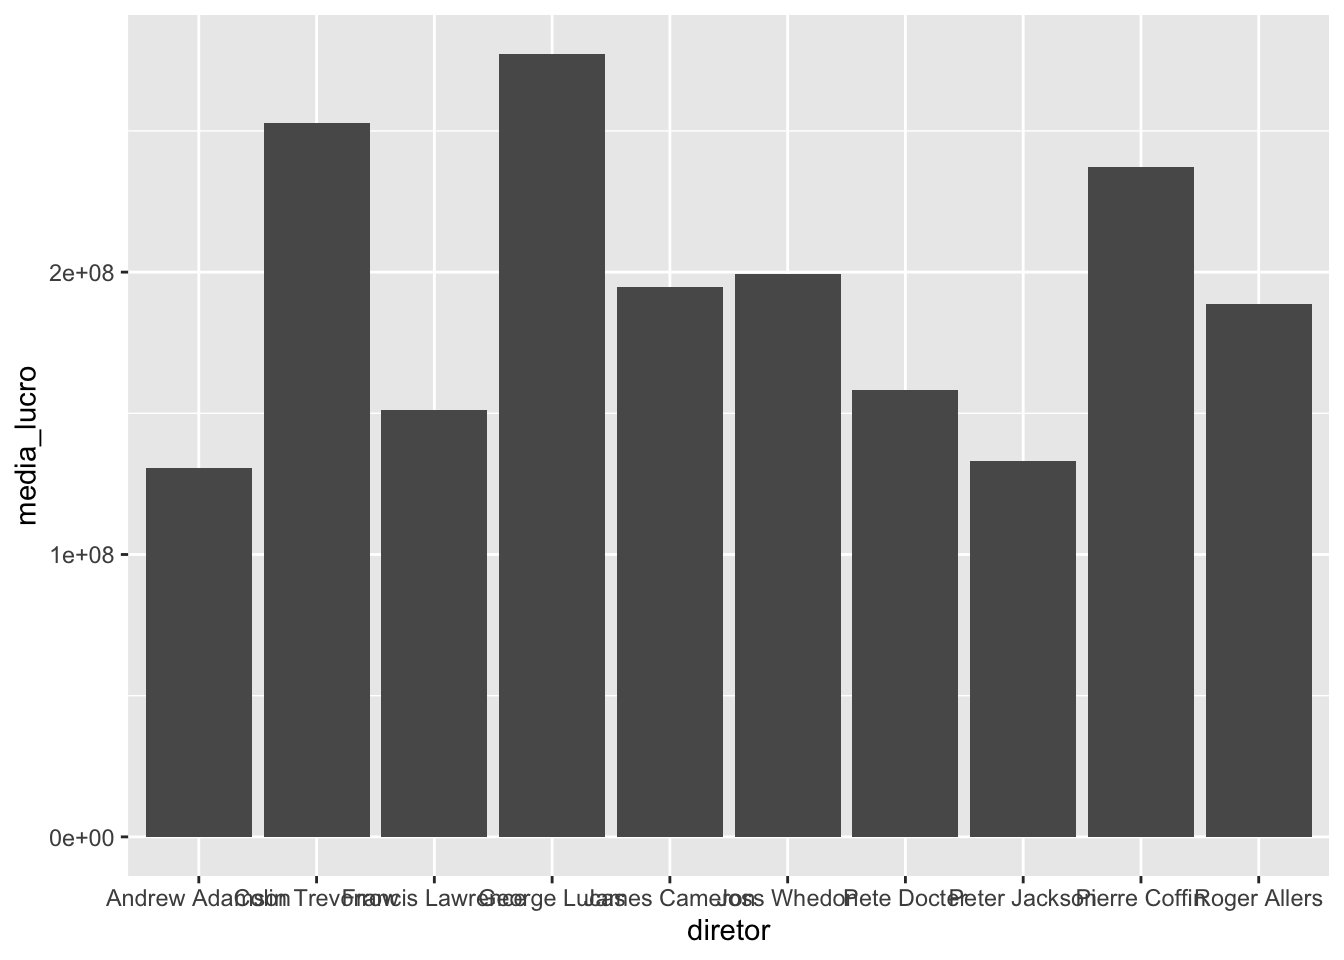 media_lucro
2e+08
1e+08
0e+00
Andrew Adamson Colin Trevorrow Francis Lawrence George Lucas James Cameron Joss Whedon Pete Docter Peter Jackson Pierre Coffin Roger Allers
diretor